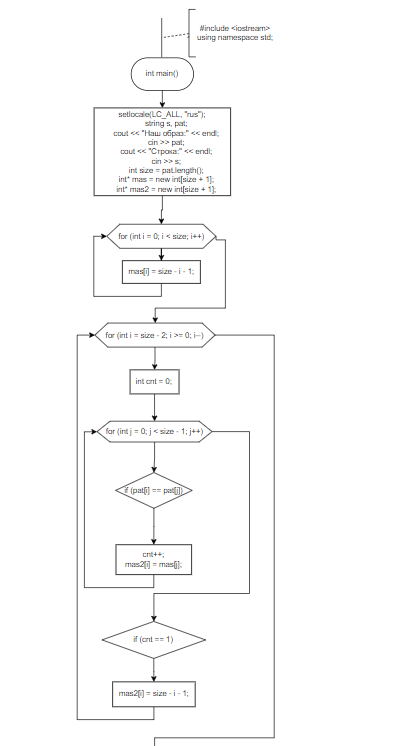 #include <iostream>
using namespace std;
int main()
setlocale(LC_ALL, "rus");
string s, pat;
cout << "Наш образ:" << endl;
cin >> pat;
cout << "Строка:" << endl;
cin >> s;
int size = pat.length();
int* mas = new int[size + 1];
int* mas2 = new int[size + 1];
for (int i = 0; i < size; i++)
mas[i] = size - i - 1;
for (int i = size - 2; i >= 0; i--)
int cnt = 0;
for (int j = 0; j < size - 1; j++)
if (pat[i] == pat[j])
cnt++;
mas2[i] = mas[j];
if (cnt == 1)
mas2[i] = size - i - 1;